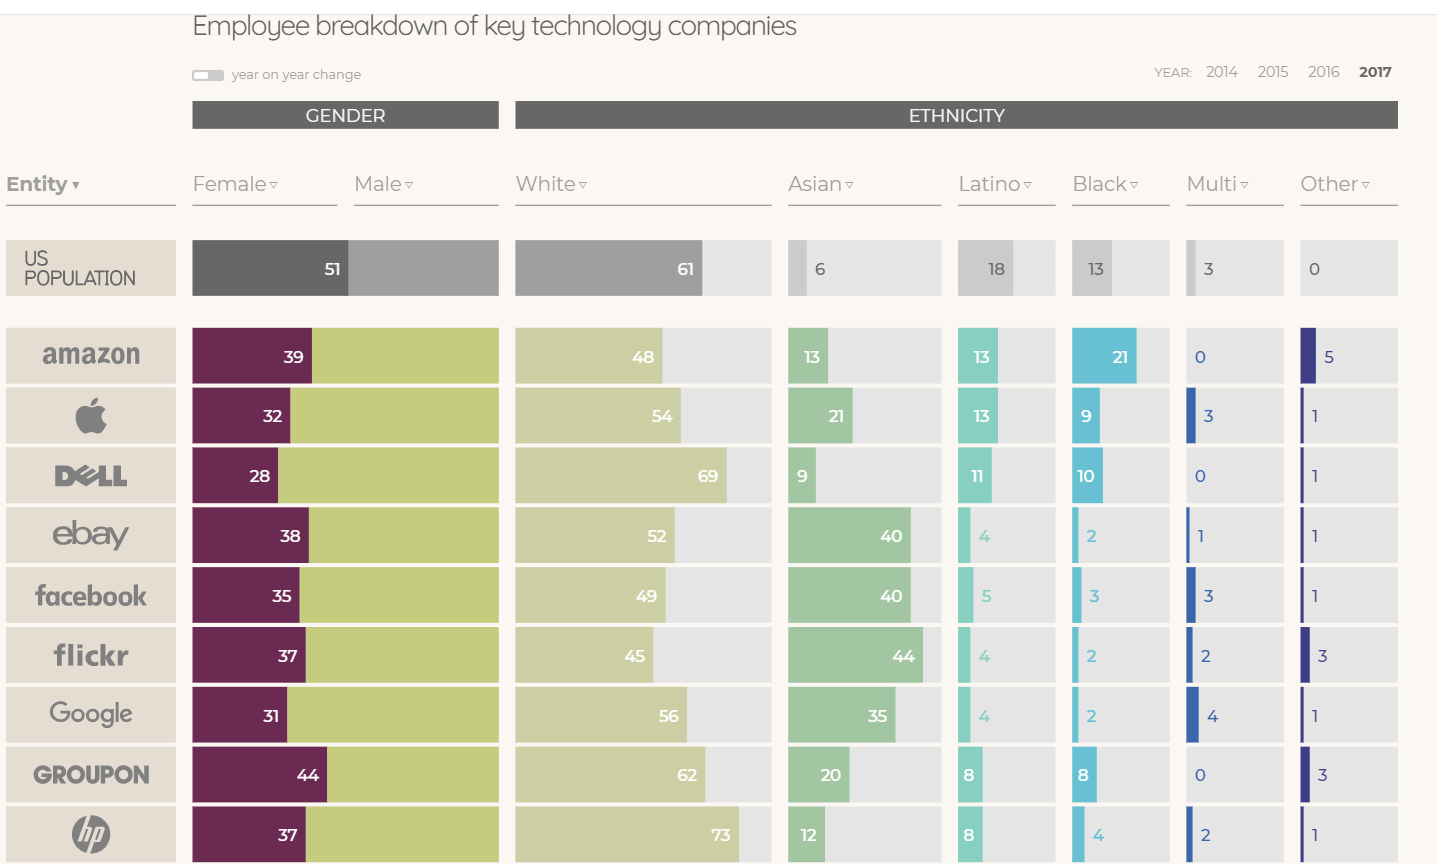 Employee breakdown of key technology companies
year on year change
YEAR: 2014 2015 2016 2017
GENDER ETHNICITY
Entity Female Male White Asian Latino Black Multi Other
US
POPULATION
51 61 6 18 13 3 0
amazon 39 48 13 13 21 0 5
32 54 21 13 9 3 1
DELL 28 69 9 11 10 0 1
ebay 38 52 40 4 2 1 1
facebook 35 49 40 5 3 3 1
flickr 37 45 44 4 2 2 3
Google 31 56 35 4 2 4 1
GROUPON 44 62 20 8 8 0 3
hp 37 73 12 8 4 2 1